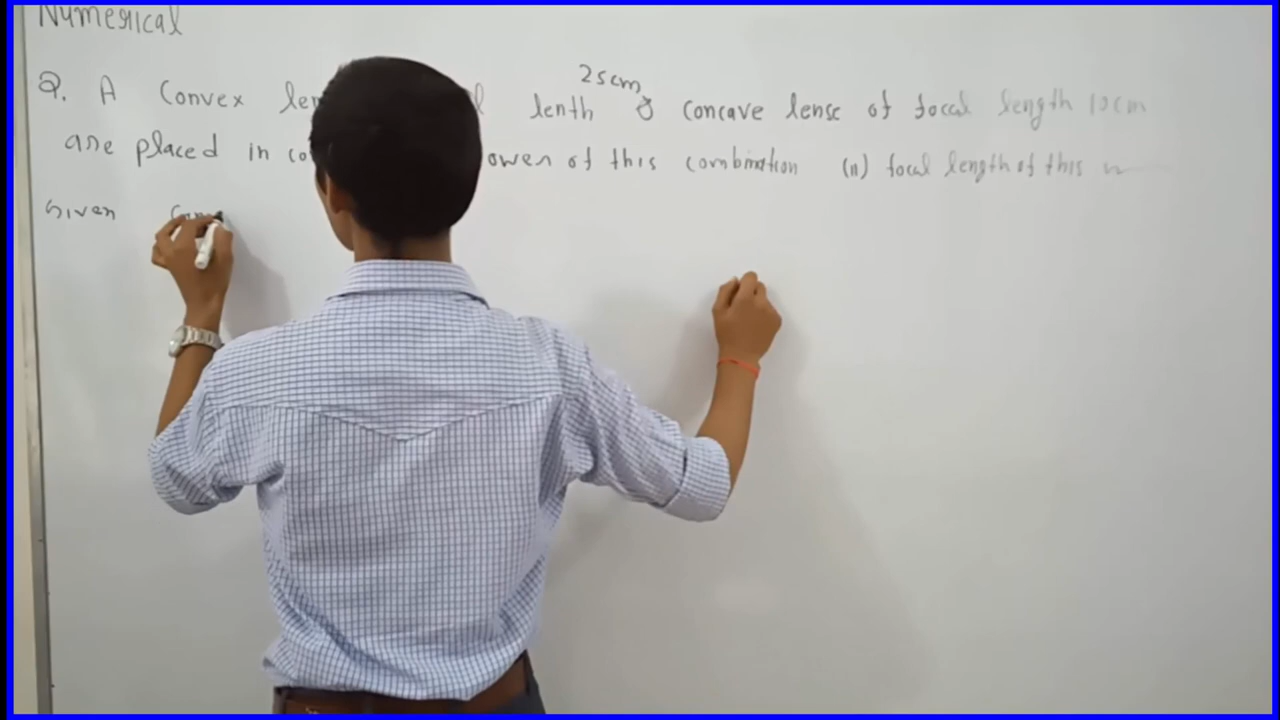 Numerical
25cm
Q. A Convex len lenth & concave lense of focal length 10cm
are placed in co ower of this combination (ii) focal length of this
Given Conv